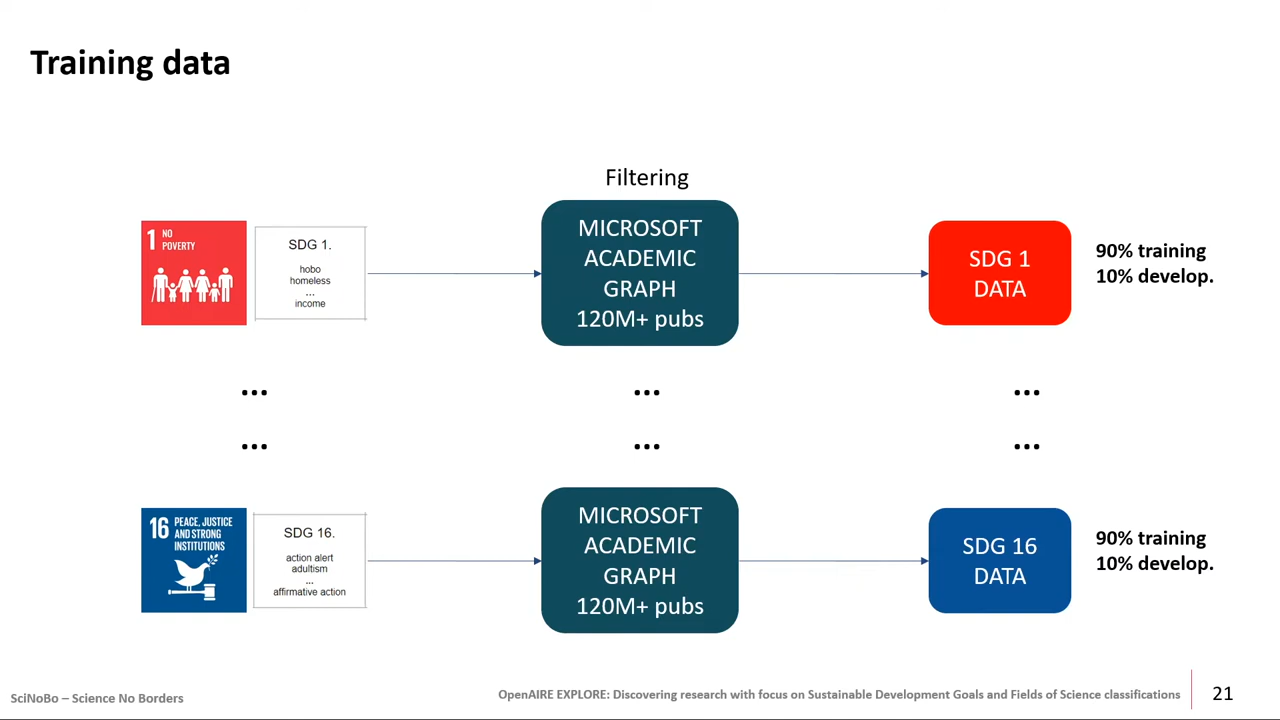 Training data
Filtering
1 NO
POVERTY
SDG 1.
hobo
homeless
...
income
MICROSOFT
ACADEMIC
GRAPH
120M+ pubs
SDG 1
DATA
90% training
10% develop.
... ... ...
... ... ...
16 PEACE, JUSTICE
AND STRONG
INSTITUTIONS
SDG 16.
action alert
adultism
...
affirmative action
MICROSOFT
ACADEMIC
GRAPH
120M+ pubs
SDG 16
DATA
90% training
10% develop.
SciNoBo – Science No Borders
OpenAIRE EXPLORE: Discovering research with focus on Sustainable Development Goals and Fields of Science classifications
21